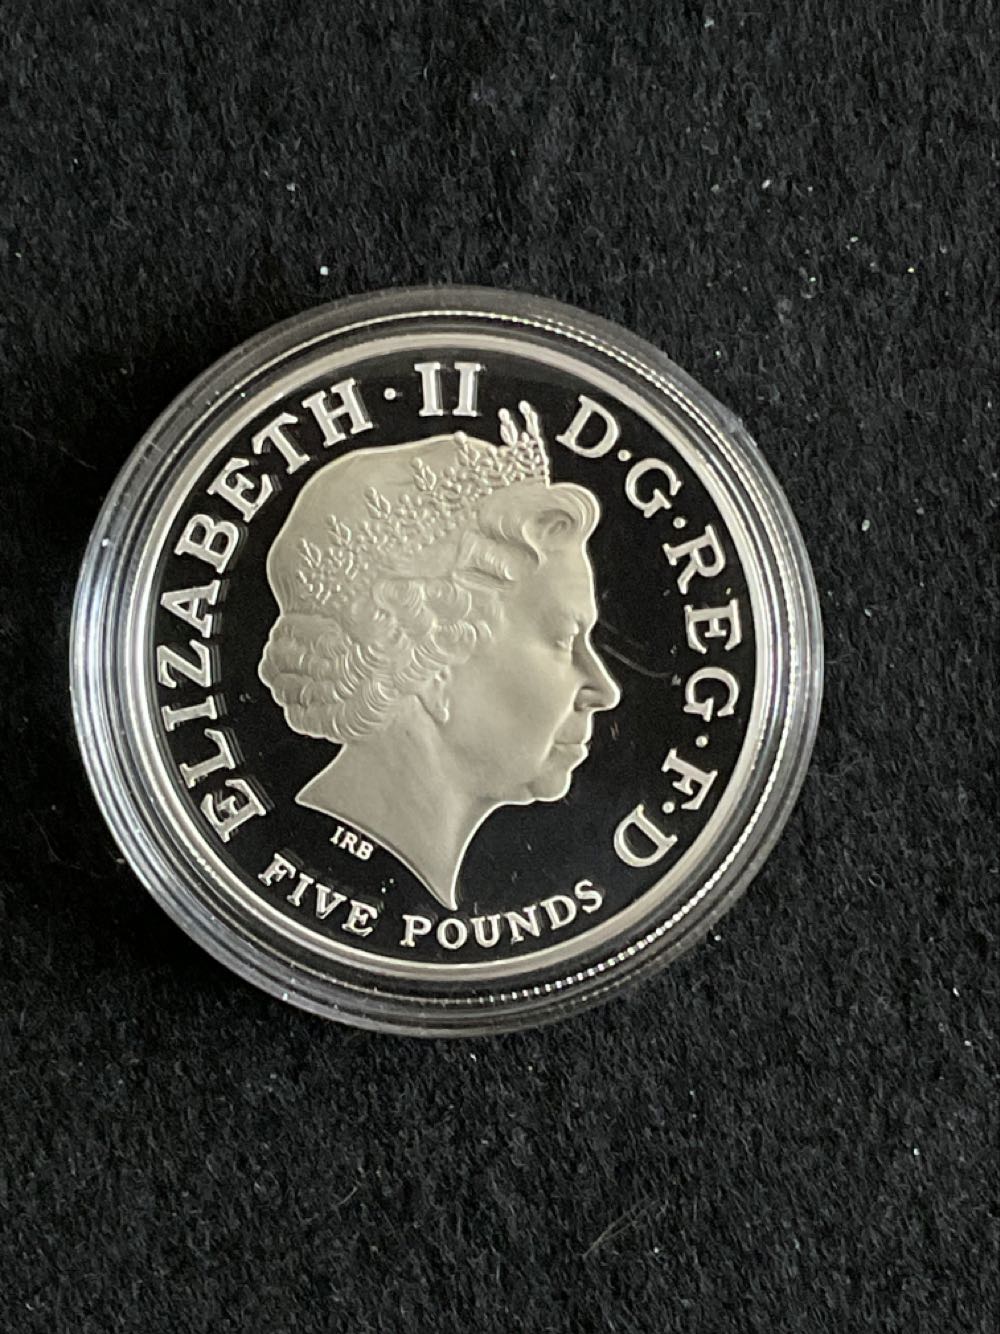 ELIZABETH·II D·G·REG·F·D
IRB
FIVE POUNDS